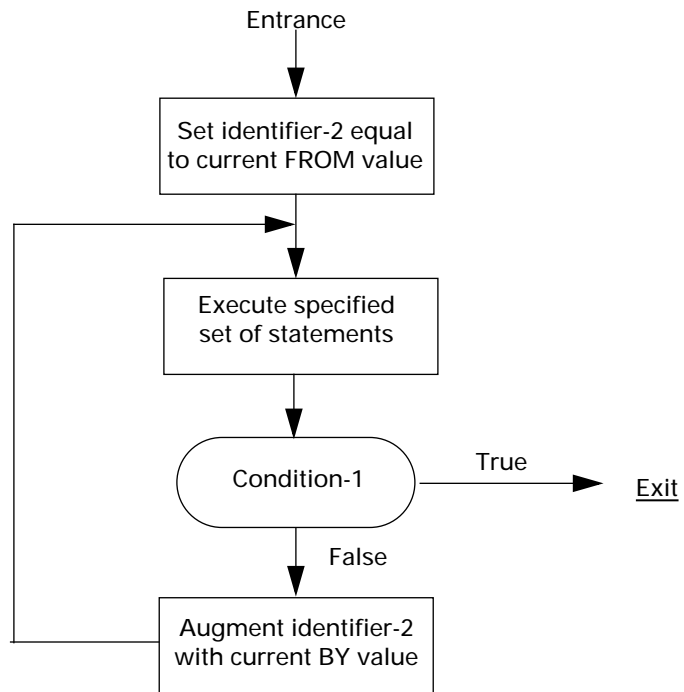 Entrance
Set identifier-2 equal
to current FROM value
Execute specified
set of statements
Condition-1
True
Exit
False
Augment identifier-2
with current BY value